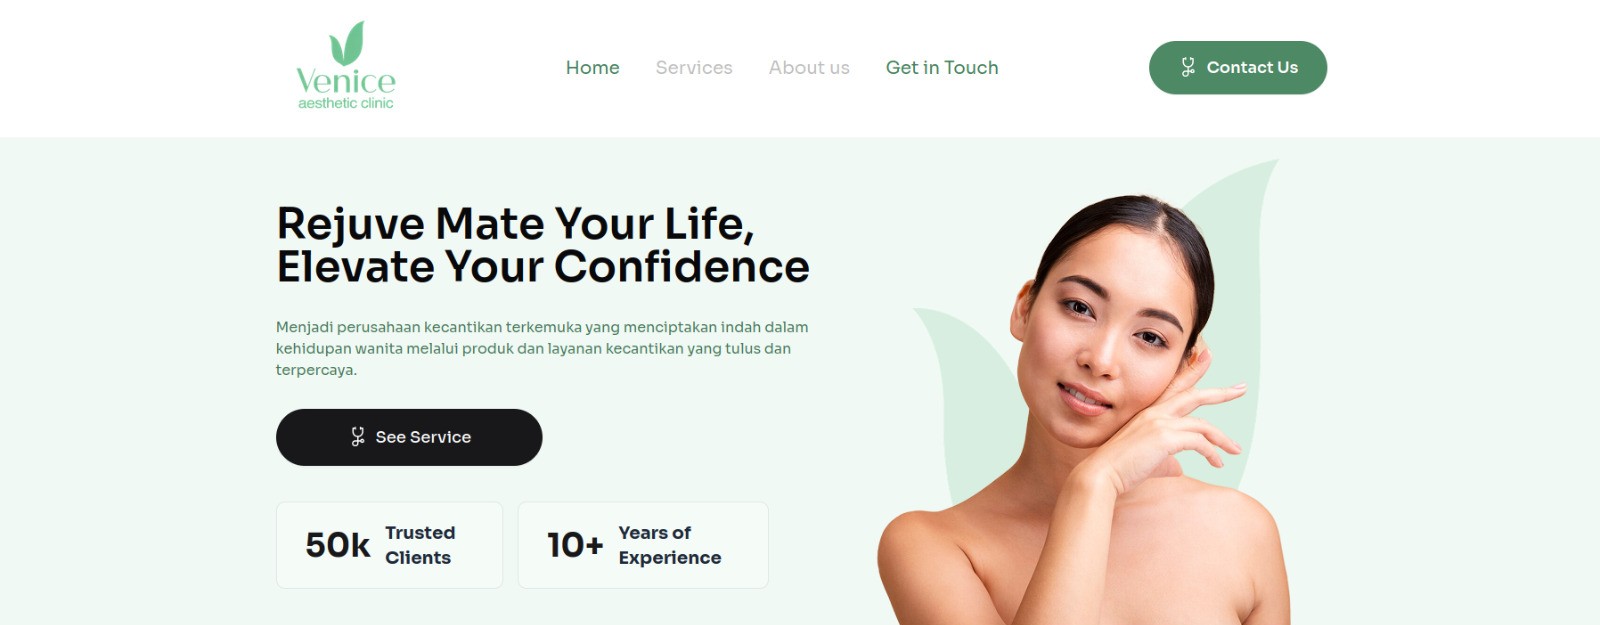 Venice
aesthetic clinic
Home
Services
About us
Get in Touch
Contact Us
Rejuve Mate Your Life,
Elevate Your Confidence
Menjadi perusahaan kecantikan terkemuka yang menciptakan indah dalam
kehidupan wanita melalui produk dan layanan kecantikan yang tulus dan
terpercaya.
See Service
50k
Trusted
Clients
10+
Years of
Experience